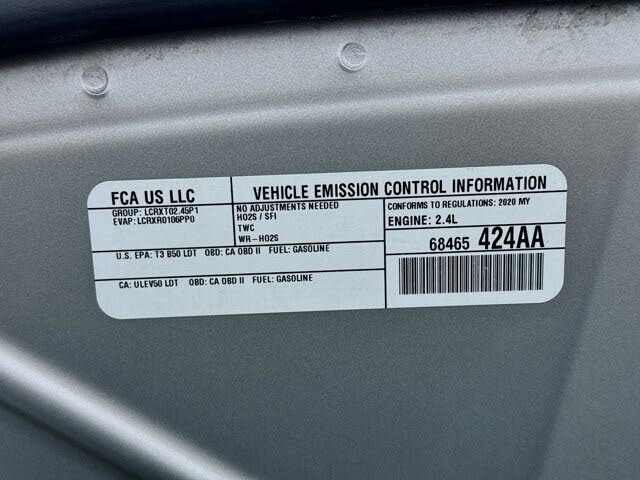 FCA US LLC
GROUP: LCRXT02.45P1
EVAP: LCRXR0106PP0
VEHICLE EMISSION CONTROL INFORMATION
NO ADJUSTMENTS NEEDED
HO2S / SFI
TWC
WR-HO2S
CONFORMS TO REGULATIONS: 2020 MY
ENGINE: 2.4L
U.S. EPA: T3 B50 LDT OBD: CA OBD II FUEL: GASOLINE
68465 424AA
CA: ULEV50 LDT OBD: CA OBD II FUEL: GASOLINE